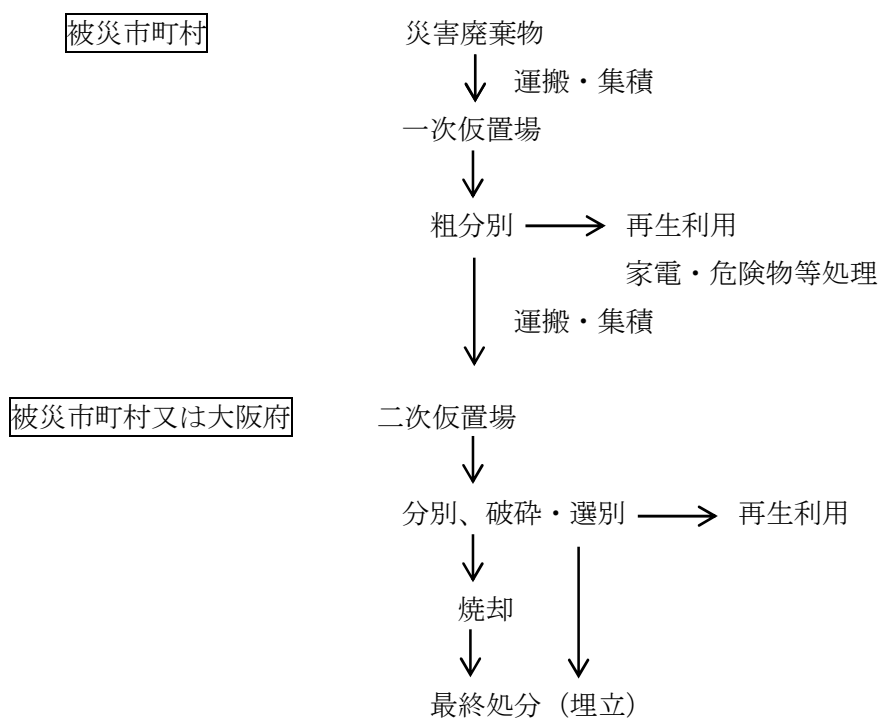 被災市町村 災害廃棄物
運搬・集積
一次仮置場
粗分別 再生利用
家電・危険物等処理
運搬・集積
被災市町村又は大阪府 二次仮置場
分別、破砕・選別 再生利用
焼却
最終処分（埋立）